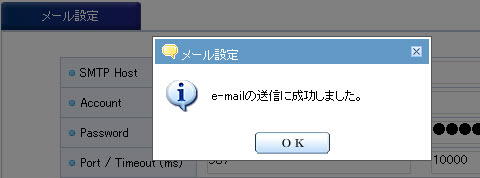 メール設定
メール設定
SMTP Host
e-mailの送信に成功しました。
Account
Password
●●●●●
OK
Port / Timeout (ms)
10000